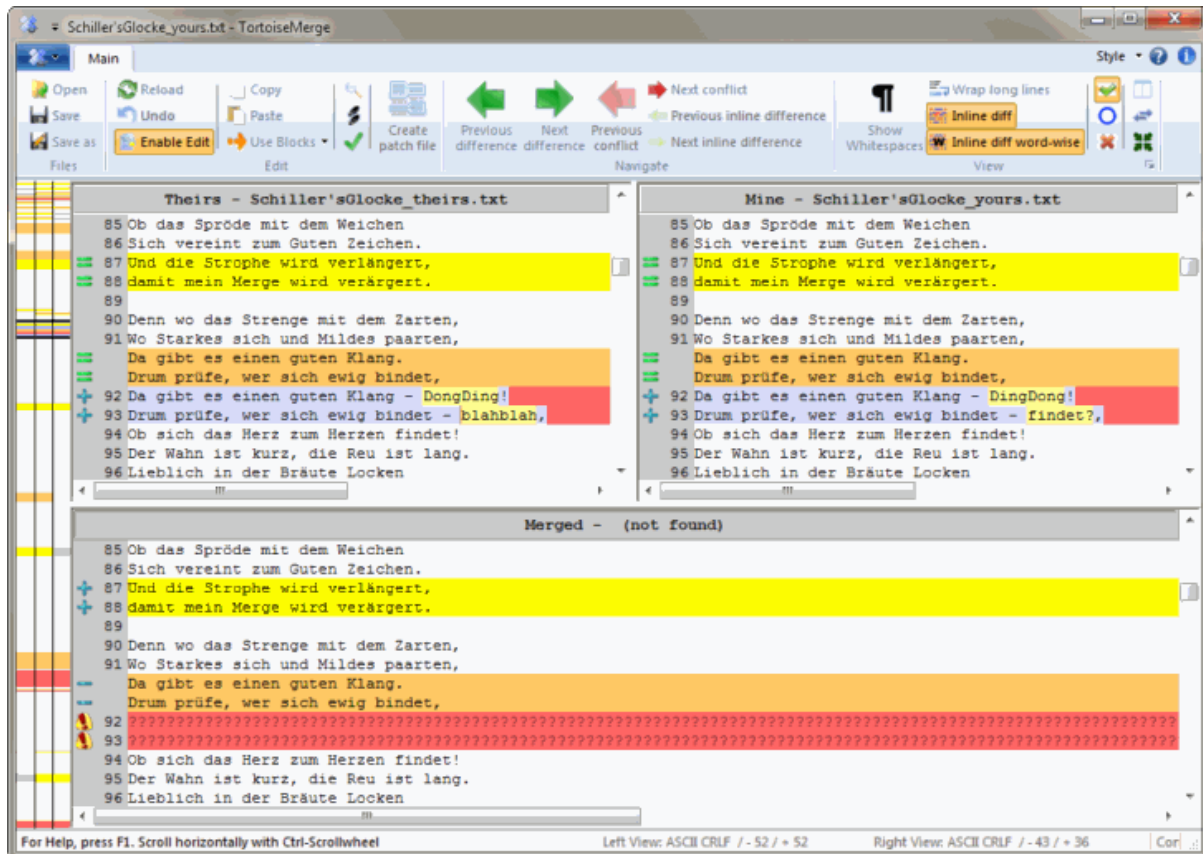 Schiller'sGlocke_yours.txt - TortoiseMerge
Main
Style
Open
Reload
Copy
Next conflict
Wrap long lines
Save
Undo
Paste
Previous inline difference
Inline diff
Save as
Enable Edit
Use Blocks
Create patch file
Previous difference
Next difference
Previous conflict
Next inline difference
Show Whitespaces
Inline diff word-wise
Files
Edit
Navigate
View
Theirs - Schiller'sGlocke_theirs.txt
85 Ob das Spröde mit dem Weichen
86 Sich vereint zum Guten Zeichen.
87 Und die Strophe wird verlängert,
88 damit mein Merge wird verärgert.
89
90 Denn wo das Strenge mit dem Zarten,
91 Wo Starkes sich und Mildes paarten,
Da gibt es einen guten Klang.
Drum prüfe, wer sich ewig bindet,
92 Da gibt es einen guten Klang - DongDing!
93 Drum prüfe, wer sich ewig bindet - blahblah,
94 Ob sich das Herz zum Herzen findet!
95 Der Wahn ist kurz, die Reu ist lang.
96 Lieblich in der Bräute Locken
Mine - Schiller'sGlocke_yours.txt
85 Ob das Spröde mit dem Weichen
86 Sich vereint zum Guten Zeichen.
87 Und die Strophe wird verlängert,
88 damit mein Merge wird verärgert.
89
90 Denn wo das Strenge mit dem Zarten,
91 Wo Starkes sich und Mildes paarten,
Da gibt es einen guten Klang.
Drum prüfe, wer sich ewig bindet,
92 Da gibt es einen guten Klang - DingDong!
93 Drum prüfe, wer sich ewig bindet - findet?,
94 Ob sich das Herz zum Herzen findet!
95 Der Wahn ist kurz, die Reu ist lang.
96 Lieblich in der Bräute Locken
Merged - (not found)
85 Ob das Spröde mit dem Weichen
86 Sich vereint zum Guten Zeichen.
87 Und die Strophe wird verlängert,
88 damit mein Merge wird verärgert.
89
90 Denn wo das Strenge mit dem Zarten,
91 Wo Starkes sich und Mildes paarten,
Da gibt es einen guten Klang.
Drum prüfe, wer sich ewig bindet,
92
93
94 Ob sich das Herz zum Herzen findet!
95 Der Wahn ist kurz, die Reu ist lang.
96 Lieblich in der Bräute Locken
For Help, press F1. Scroll horizontally with Ctrl-Scrollwheel
Left View: ASCII CRLF / - 52 / + 52
Right View: ASCII CRLF / - 43 / + 36